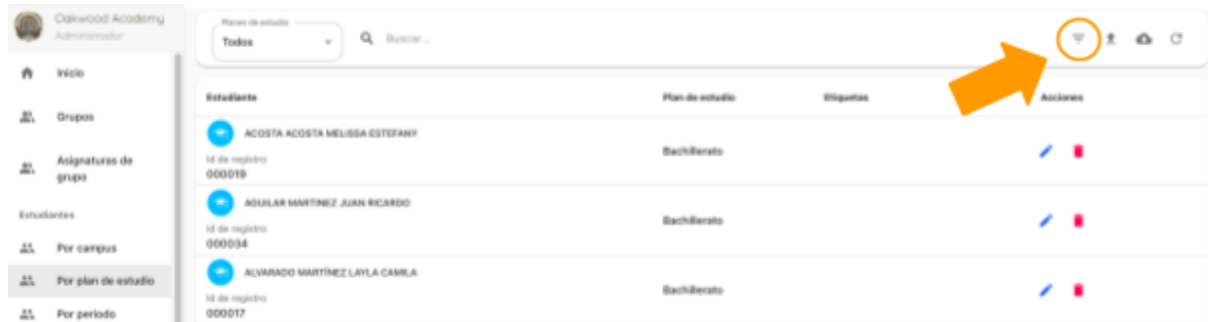 Oakwood Academy
Administrador
Inicio
Grupos
Asignaturas de
grupo
Estudiantes
Por campus
Por plan de estudio
Por periodo
Planes de estudio
Todos
Buscar...
Estudiante Plan de estudio Etiquetas Acciones
ACOSTA ACOSTA MELISSA ESTEFANY
Id de registro
000019
Bachillerato
AGUILAR MARTINEZ JUAN RICARDO
Id de registro
000034
Bachillerato
ALVARADO MARTÍNEZ LAYLA CAMILA
Id de registro
000017
Bachillerato